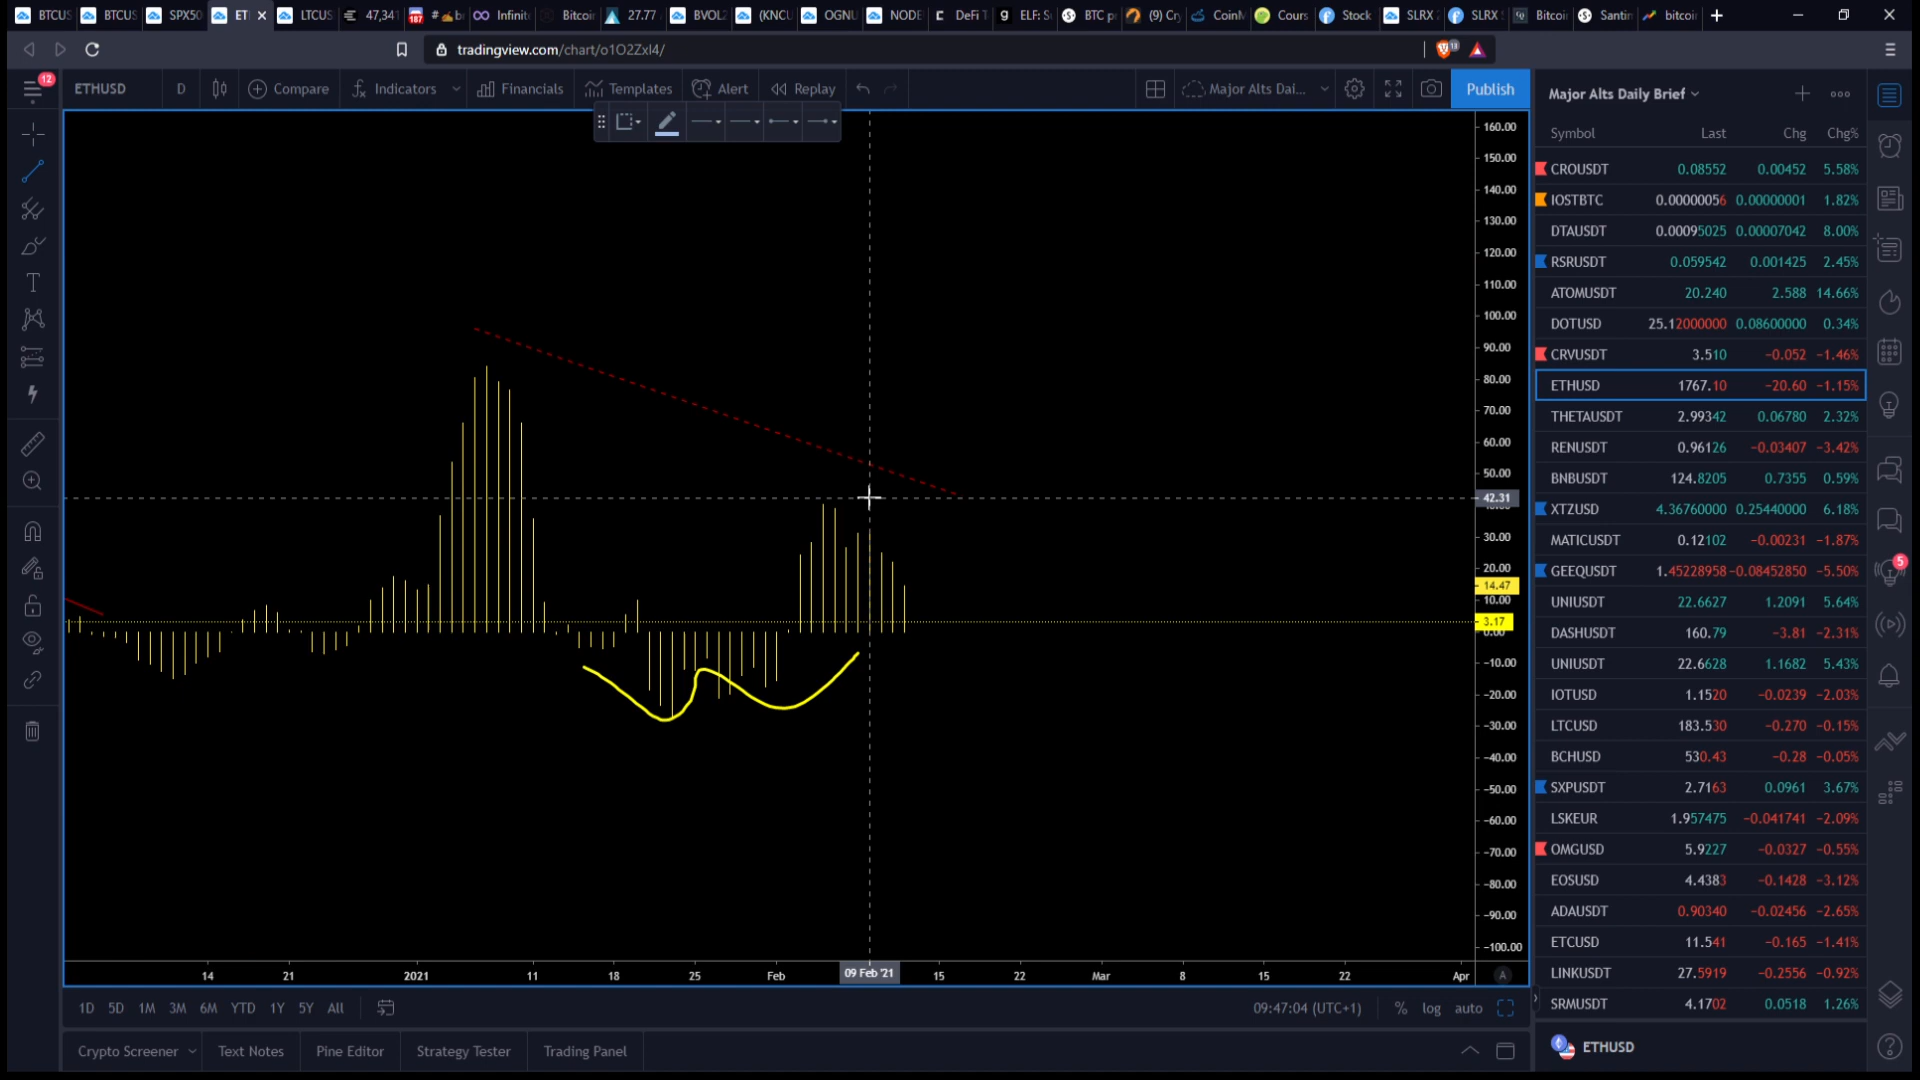 BTCUS BTCUS SPX50 ET LTCUS 47,34 # be Infinit Bitcoi 27.77 BVOL2 (KNCU OGNU NODE DeFi T ELF: Su BTC p (9) Cry CoinM Cours Stock SLRX SLRX Bitcoi Santin bitcoi
tradingview.com/chart/o1O2Zxl4/
12 ETHUSD D Compare Indicators Financials Templates Alert Replay Major Alts Dai... Publish
Major Alts Daily Brief
Symbol Last Chg Chg%
CROUSDT 0.08552 0.00452 5.58%
IOSTBTC 0.00000056 0.00000001 1.82%
DTAUSDT 0.00095025 0.00007042 8.00%
RSRUSDT 0.059542 0.001425 2.45%
ATOMUSDT 20.240 2.588 14.66%
DOTUSD 25.12000000 0.08600000 0.34%
CRVUSDT 3.510 −0.052 −1.46%
ETHUSD 1767.10 −20.60 −1.15%
THETAUSDT 2.99342 0.06780 2.32%
RENUSDT 0.96126 −0.03407 −3.42%
BNBUSDT 124.8205 0.7355 0.59%
XTZUSD 4.36760000 0.25440000 6.18%
MATICUSDT 0.12102 −0.00231 −1.87%
GEEQUSDT 1.45228958 −0.08452850 −5.50%
UNIUSDT 22.6627 1.2091 5.64%
DASHUSDT 160.79 −3.81 −2.31%
UNIUSDT 22.6628 1.1682 5.43%
IOTUSD 1.1520 −0.0239 −2.03%
LTCUSD 183.530 −0.270 −0.15%
BCHUSD 530.43 −0.28 −0.05%
SXPUSDT 2.7163 0.0961 3.67%
LSKEUR 1.957475 −0.041741 −2.09%
OMGUSD 5.9227 −0.0327 −0.55%
EOSUSD 4.4383 −0.1428 −3.12%
ADAUSDT 0.90340 −0.02456 −2.65%
ETCUSD 11.541 −0.165 −1.41%
LINKUSDT 27.5919 −0.2556 −0.92%
SRMUSDT 4.1702 0.0518 1.26%
ETHUSD
5
160.00
150.00
140.00
130.00
120.00
110.00
100.00
90.00
80.00
70.00
60.00
50.00
42.31
30.00
20.00
14.47
10.00
3.17
0.00
−10.00
−20.00
−30.00
−40.00
−50.00
−60.00
−70.00
−80.00
−90.00
−100.00
14 21 2021 11 18 25 Feb 09 Feb '21 15 22 Mar 8 15 22 Apr A
1D 5D 1M 3M 6M YTD 1Y 5Y All 09:47:04 (UTC+1) % log auto
Crypto Screener Text Notes Pine Editor Strategy Tester Trading Panel